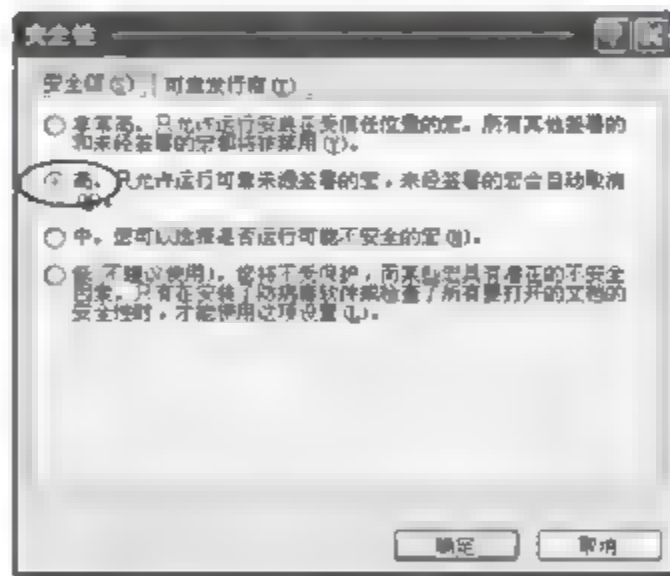 安全性
安全级(S) 可靠发行商(T)
非常高。只允许运行安装在受信任位置的宏。所有其他签署的
和未经签署的宏都将被禁用(V)。
高。只允许运行可靠来源签署的宏，未经签署的宏会自动取消
中。您可以选择是否运行可能不安全的宏(M)。
低(不建议使用)。您将不受保护，而某些宏具有潜在的不安全
因素。只有在安装了防病毒软件或检查了所有要打开的文档的
安全性时，才能使用这项设置(L)。
确定 取消